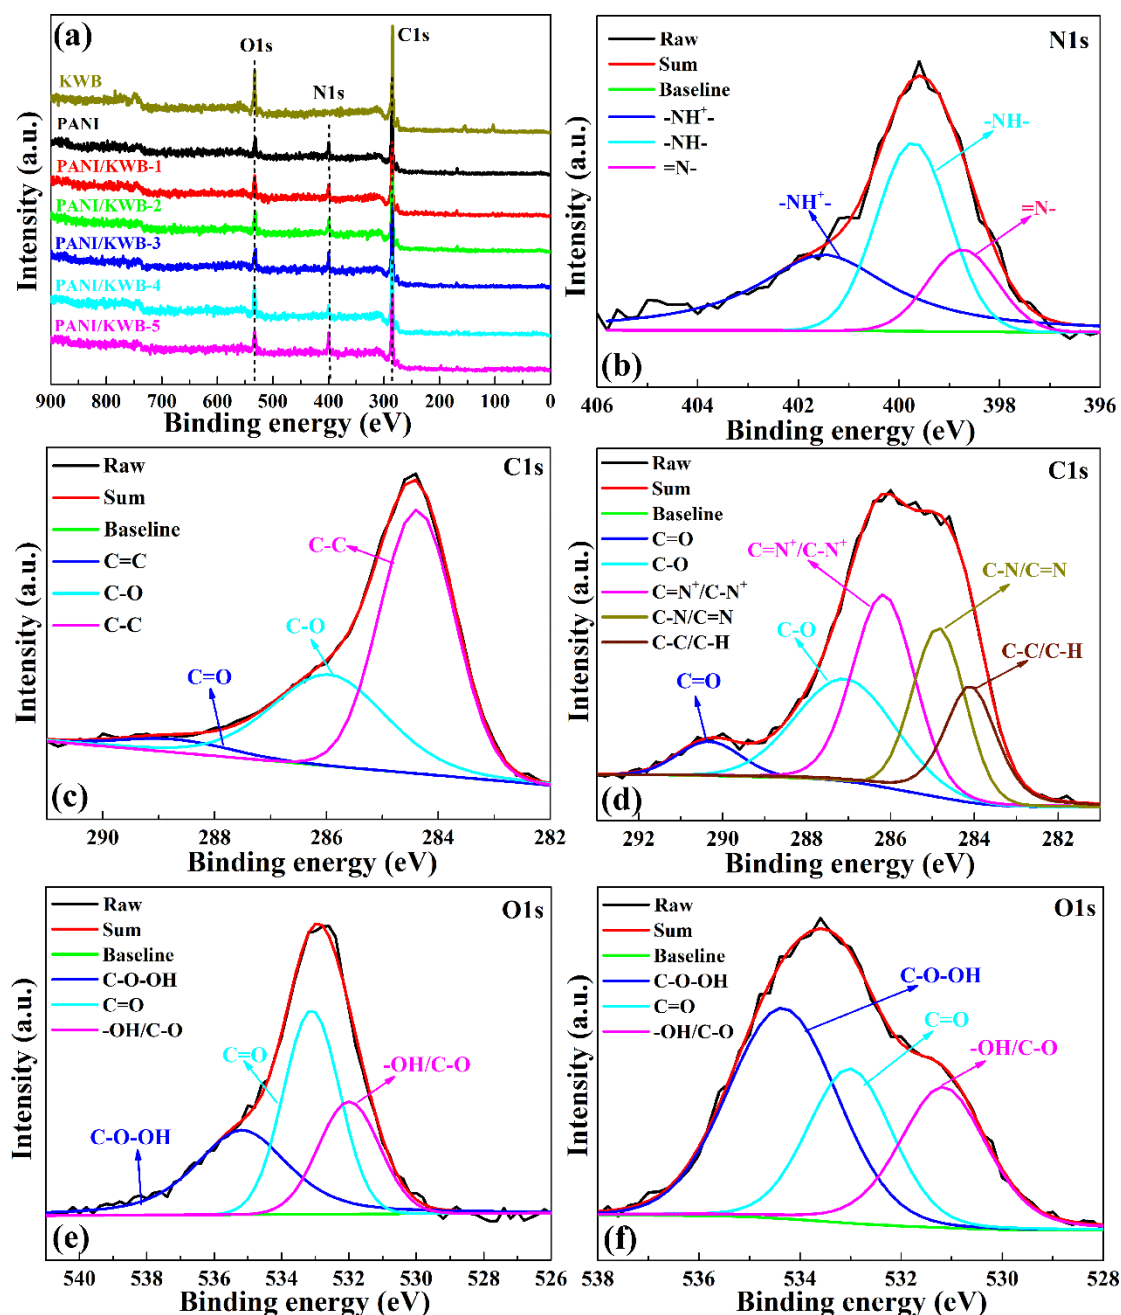 (a)
O1s
C1s
N1s
KWB
PANI
PANI/KWB-1
PANI/KWB-2
PANI/KWB-3
PANI/KWB-4
PANI/KWB-5
Intensity (a.u.)
900 800 700 600 500 400 300 200 100 0
Binding energy (eV)
Raw
Sum
Baseline
-NH⁺-
-NH-
=N-
N1s
-NH-
-NH⁺-
=N-
(b)
Intensity (a.u.)
406 404 402 400 398 396
Binding energy (eV)
Raw
Sum
Baseline
C=C
C-O
C-C
C1s
C-C
C-O
C=O
(c)
Intensity (a.u.)
290 288 286 284 282
Binding energy (eV)
Raw
Sum
Baseline
C=O
C-O
C=N⁺/C-N⁺
C-N/C=N
C-C/C-H
C1s
C=N⁺/C-N⁺
C-N/C=N
C-O
C-C/C-H
C=O
(d)
Intensity (a.u.)
292 290 288 286 284 282
Binding energy (eV)
Raw
Sum
Baseline
C-O-OH
C=O
-OH/C-O
O1s
C=O
-OH/C-O
C-O-OH
(e)
Intensity (a.u.)
540 538 536 534 532 530 528 526
Binding energy (eV)
Raw
Sum
Baseline
C-O-OH
C=O
-OH/C-O
O1s
C-O-OH
C=O
-OH/C-O
(f)
Intensity (a.u.)
538 536 534 532 530 528
Binding energy (eV)